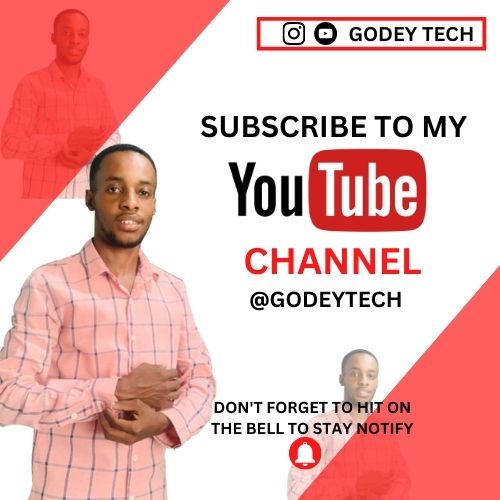 GODEY TECH
SUBSCRIBE TO MY
YouTube
CHANNEL
@GODEYTECH
DON'T FORGET TO HIT ON
THE BELL TO STAY NOTIFY